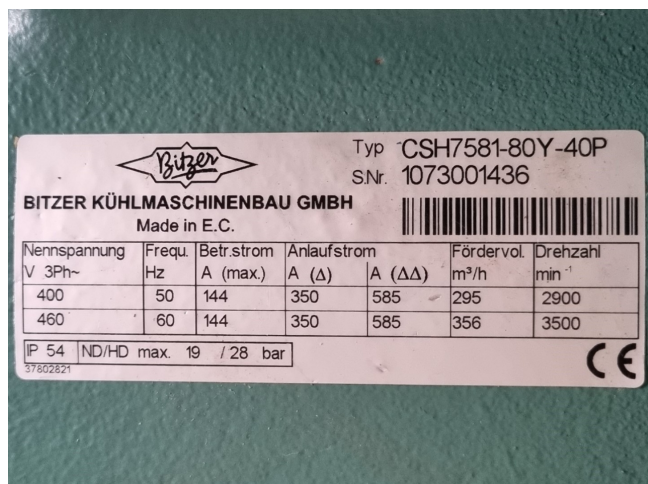 Bitzer
Typ CSH7581-80Y-40P
S.Nr. 1073001436
BITZER KÜHLMASCHINENBAU GMBH
Made in E.C.
Nennspannung Frequ. Betr.strom Anlaufstrom Fördervol. Drehzahl
V 3Ph~ Hz A (max.) A (Δ) A (ΔΔ) m³/h min⁻¹
400 50 144 350 585 295 2900
460 60 144 350 585 356 3500
IP 54 ND/HD max. 19 / 28 bar
37802821
CE